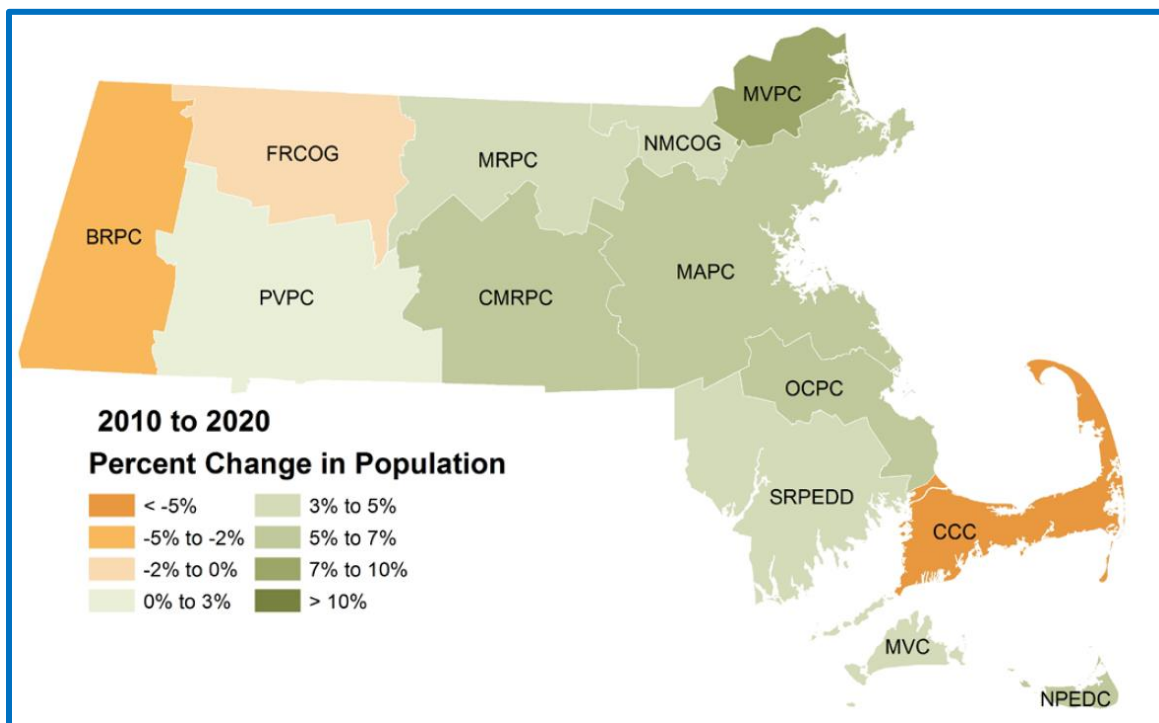 MVPC
FRCOG
MRPC
NMCOG
BRPC
PVPC
CMRPC
MAPC
OCPC
SRPEDD
CCC
MVC
NPEDC
2010 to 2020
Percent Change in Population
< -5%
-5% to -2%
-2% to 0%
0% to 3%
3% to 5%
5% to 7%
7% to 10%
> 10%